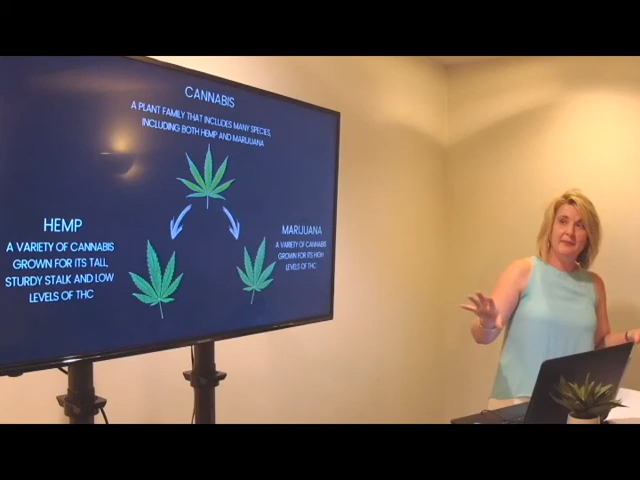 CANNABIS
A PLANT FAMILY THAT INCLUDES MANY SPECIES,
INCLUDING BOTH HEMP AND MARIJUANA
HEMP
A VARIETY OF CANNABIS
GROWN FOR ITS TALL,
STURDY STALK AND LOW
LEVELS OF THC
MARIJUANA
A VARIETY OF CANNABIS
GROWN FOR ITS HIGH
LEVELS OF THC